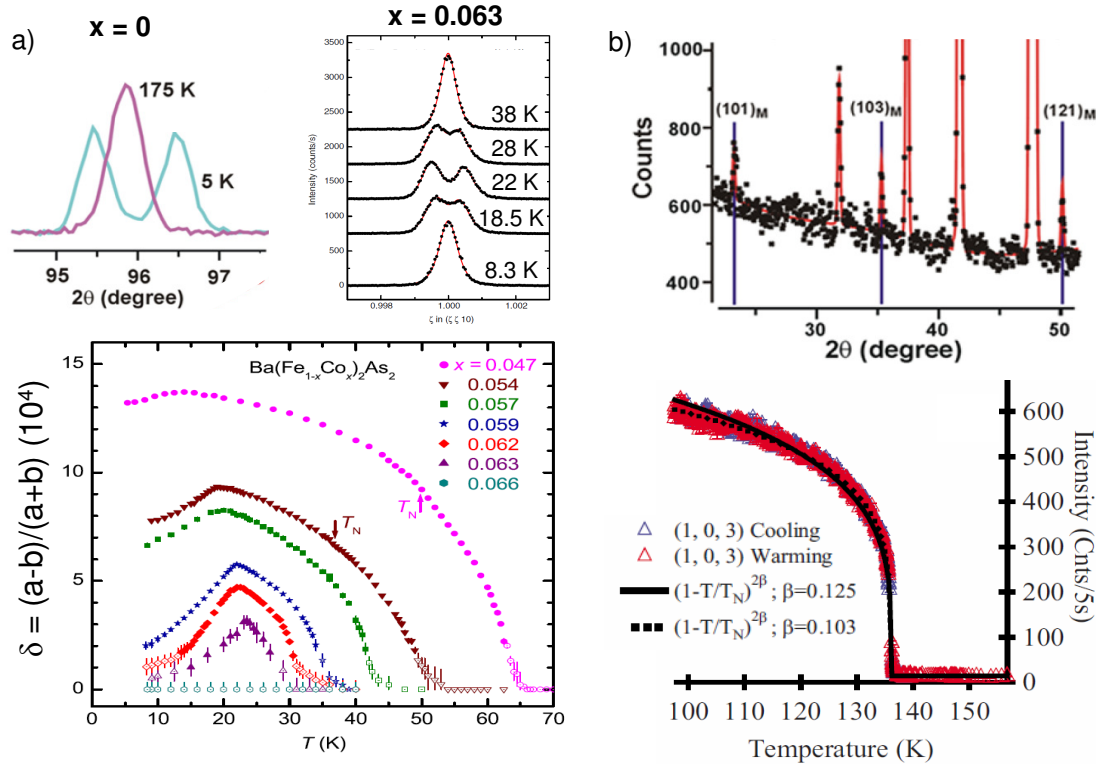 x = 0
x = 0.063
a)
175 K
5 K
95
96
97
2θ (degree)
Intensity (counts/s)
3500
3000
2500
2000
1500
1000
500
0
38 K
28 K
22 K
18.5 K
8.3 K
0.998
1.000
1.002
ζ in (ζ ζ 10)
b)
1000
800
600
400
Counts
(101)M
(103)M
(121)M
30
40
50
2θ (degree)
δ = (a-b)/(a+b) (10⁴)
15
10
5
0
Ba(Fe1-xCox)2As2
x = 0.047
0.054
0.057
0.059
0.062
0.063
0.066
TN
TN
0
10
20
30
40
50
60
70
T (K)
600
500
400
300
200
100
0
Intensity (Cnts/5s)
(1, 0, 3) Cooling
(1, 0, 3) Warming
(1-T/TN)²ᵝ ; β=0.125
(1-T/TN)²ᵝ ; β=0.103
100
110
120
130
140
150
Temperature (K)